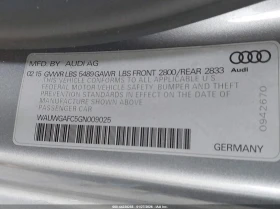 MFD BY: AUDI AG
02.15 GVWR LBS 5489 GAWR LBS FRONT 2800/REAR 2833
THIS VEHICLE CONFORMS TO ALL APPLICABLE U.S.
FEDERAL MOTOR VEHICLE SAFETY, BUMPER AND THEFT
PREVENTION STANDARDS IN EFFECT ON THE DATE OF
MANUFACTURE SHOWN ABOVE
PASSENGER CAR
WAUWGAFC5GN009025
GERMANY
Audi
0942670